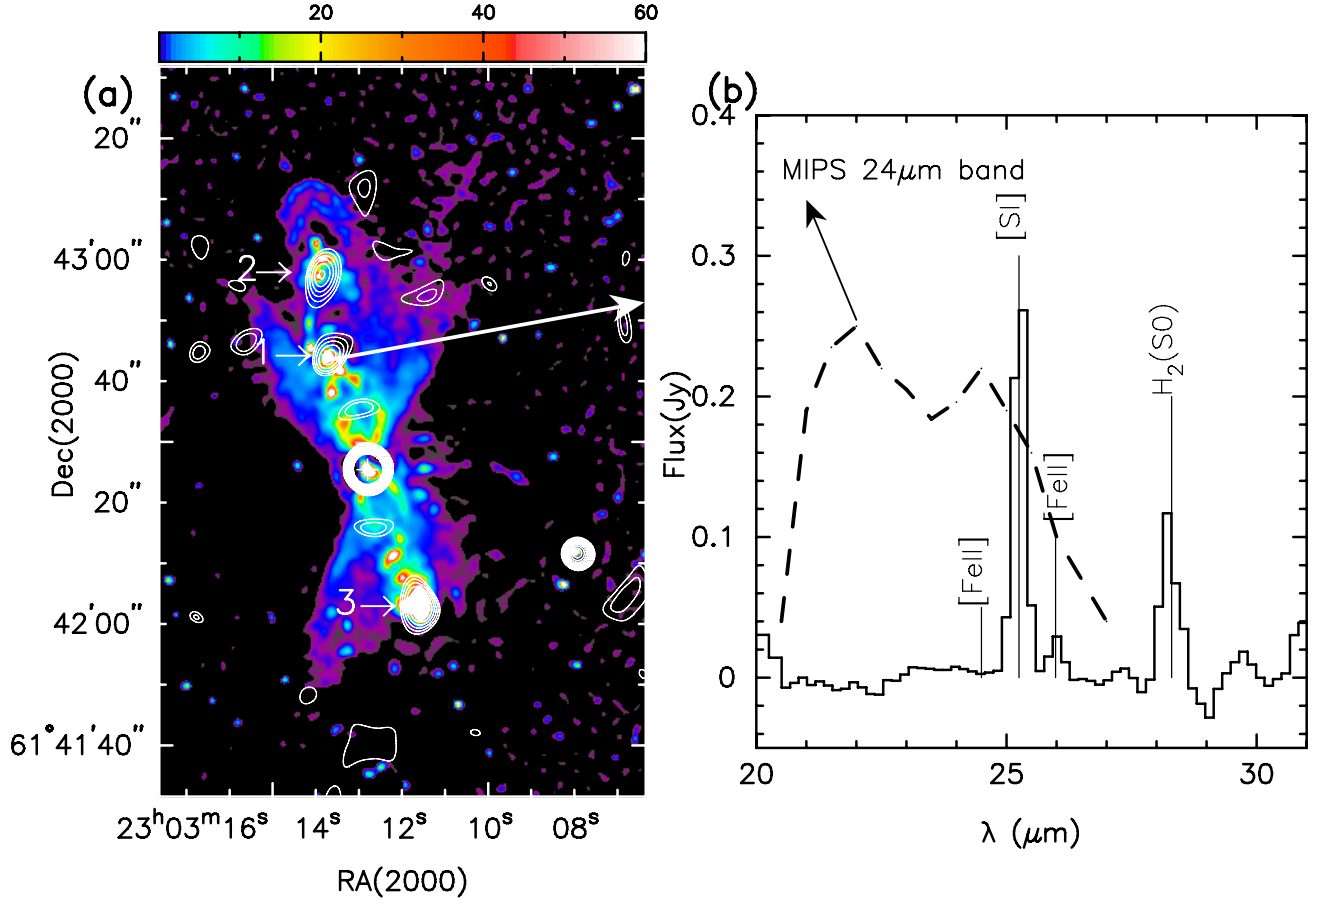 20 40 60
(a)
20"
43'00"
40"
20"
42'00"
61°41'40"
Dec(2000)
2
1
3
23ʰ03ᵐ16ˢ 14ˢ 12ˢ 10ˢ 08ˢ
RA(2000)
(b)
0.4
0.3
0.2
0.1
0
Flux(Jy)
MIPS 24μm band
[SI]
H₂(S0)
[FeII]
[FeII]
20 25 30
λ (μm)